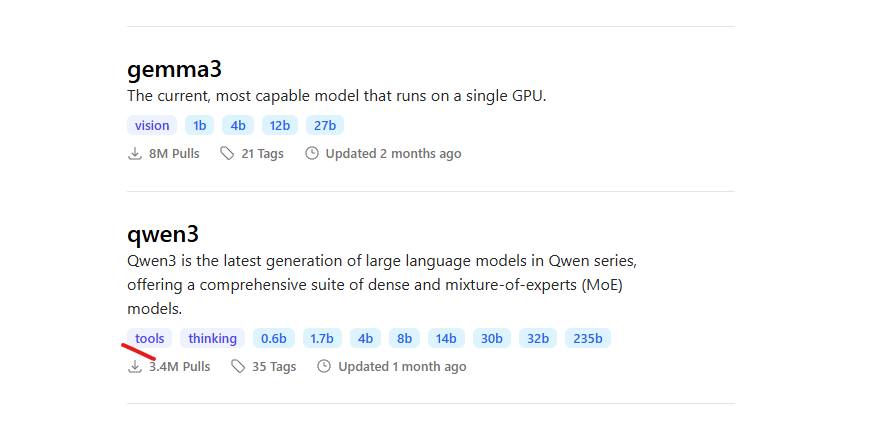 gemma3
The current, most capable model that runs on a single GPU.
vision 1b 4b 12b 27b
8M Pulls 21 Tags Updated 2 months ago
qwen3
Qwen3 is the latest generation of large language models in Qwen series,
offering a comprehensive suite of dense and mixture-of-experts (MoE)
models.
tools thinking 0.6b 1.7b 4b 8b 14b 30b 32b 235b
3.4M Pulls 35 Tags Updated 1 month ago